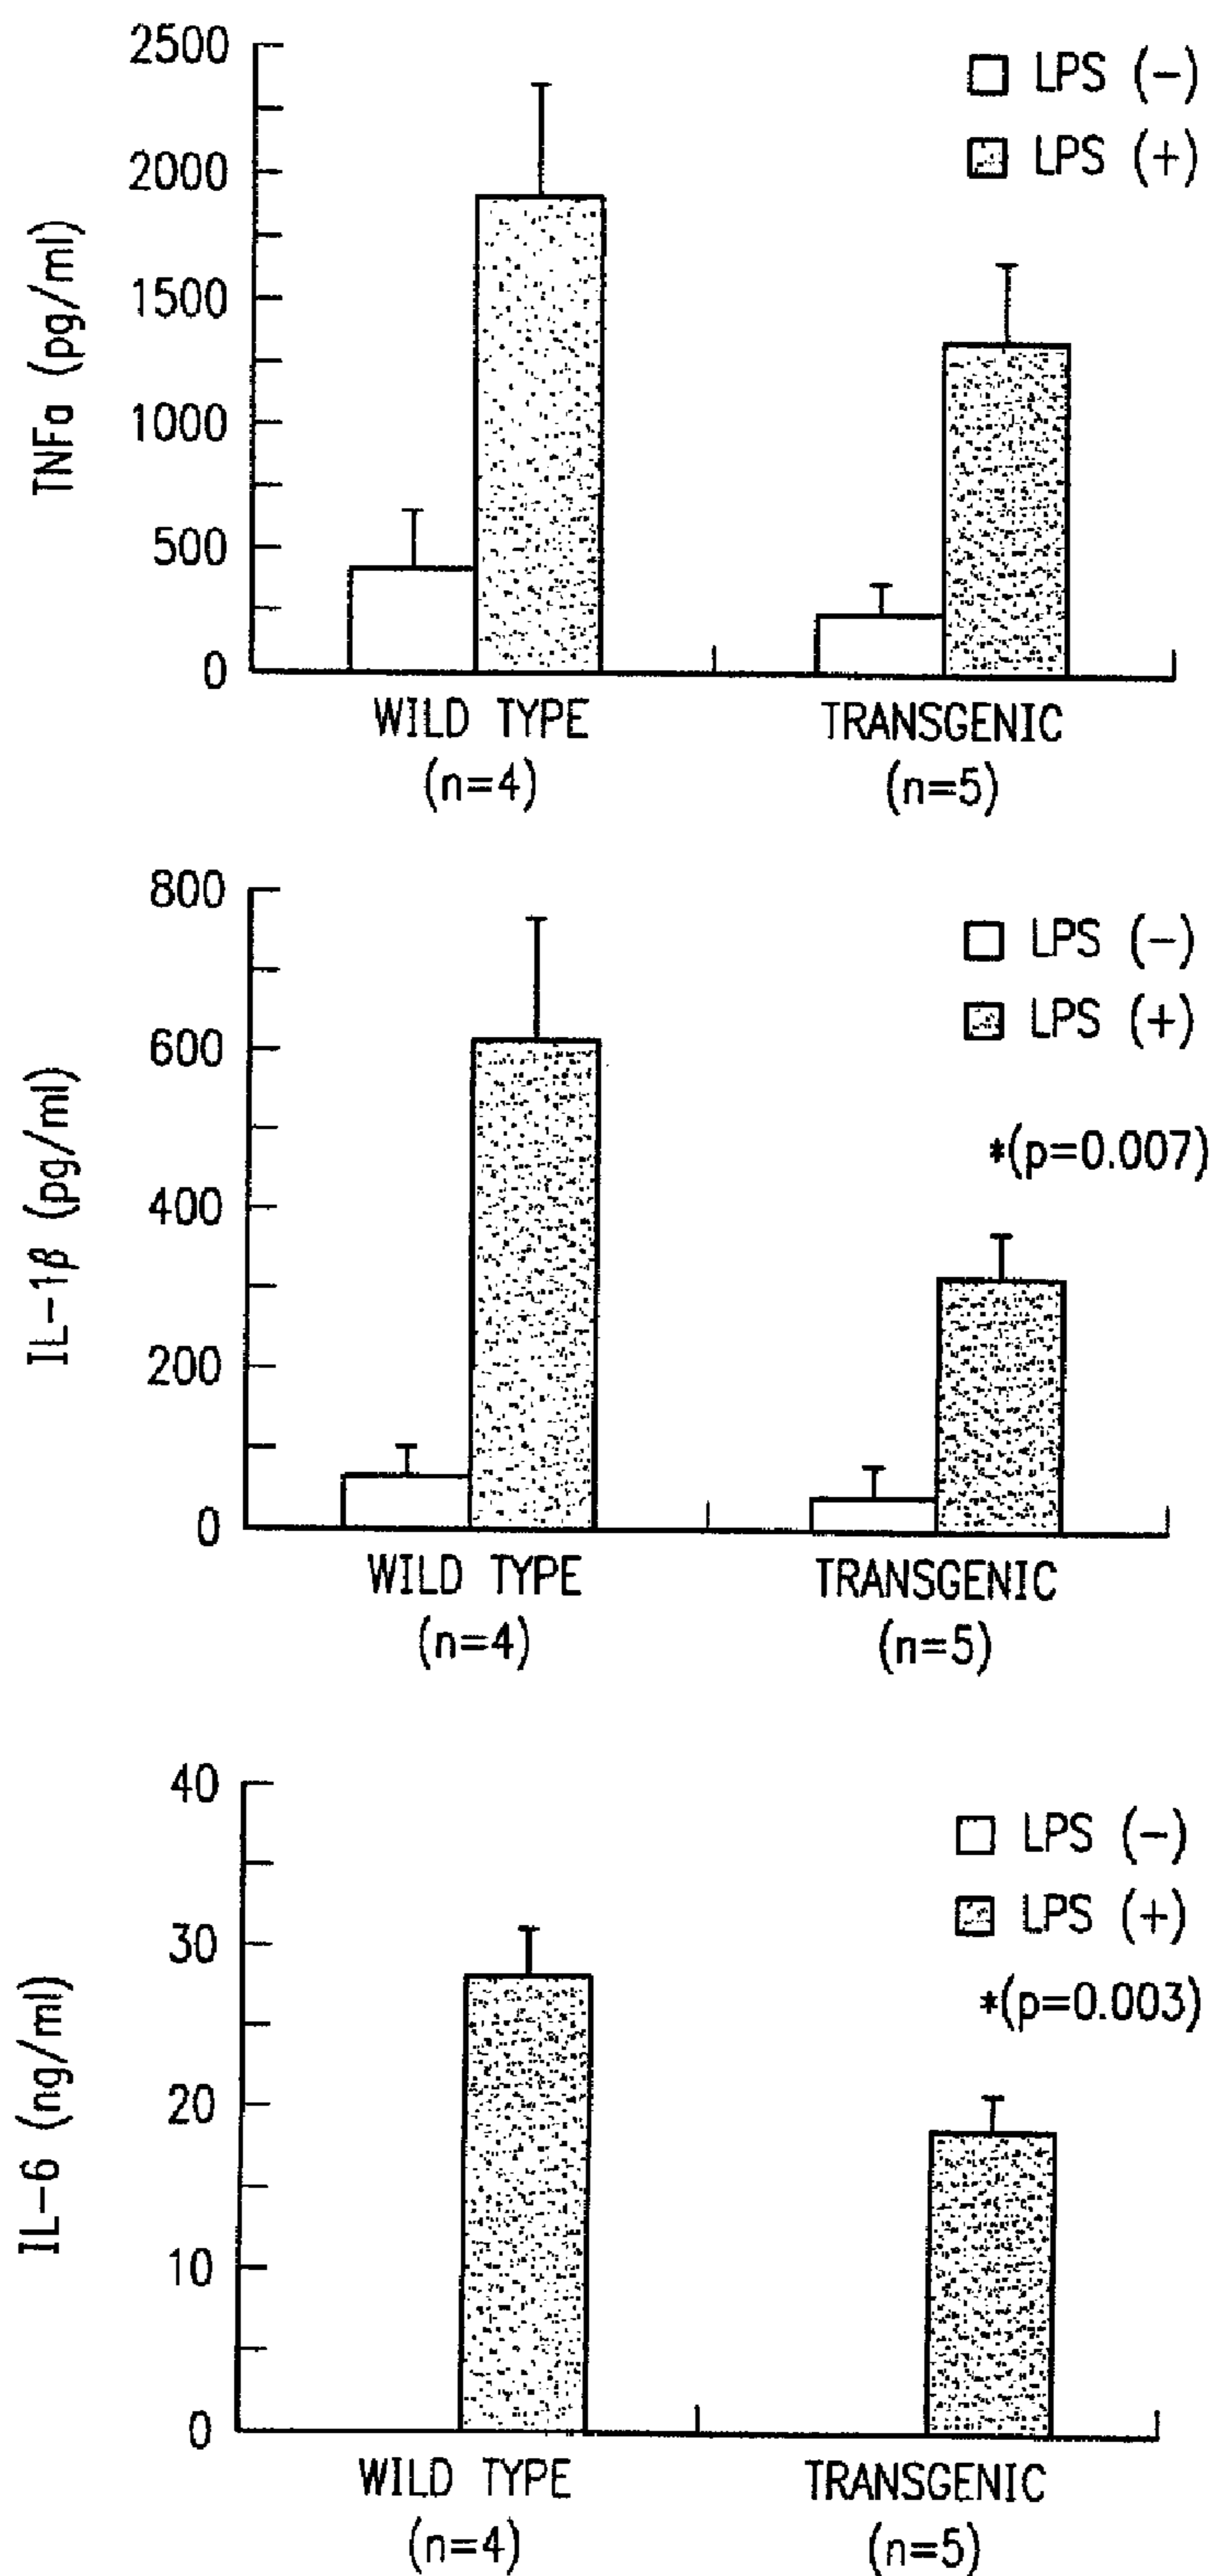 2500
2000
1500
1000
500
0
TNFα (pg/ml)
LPS (−)
LPS (+)
WILD TYPE
(n=4)
TRANSGENIC
(n=5)
800
600
400
200
0
IL−1β (pg/ml)
LPS (−)
LPS (+)
*(p=0.007)
WILD TYPE
(n=4)
TRANSGENIC
(n=5)
40
30
20
10
0
IL−6 (ng/ml)
LPS (−)
LPS (+)
*(p=0.003)
WILD TYPE
(n=4)
TRANSGENIC
(n=5)